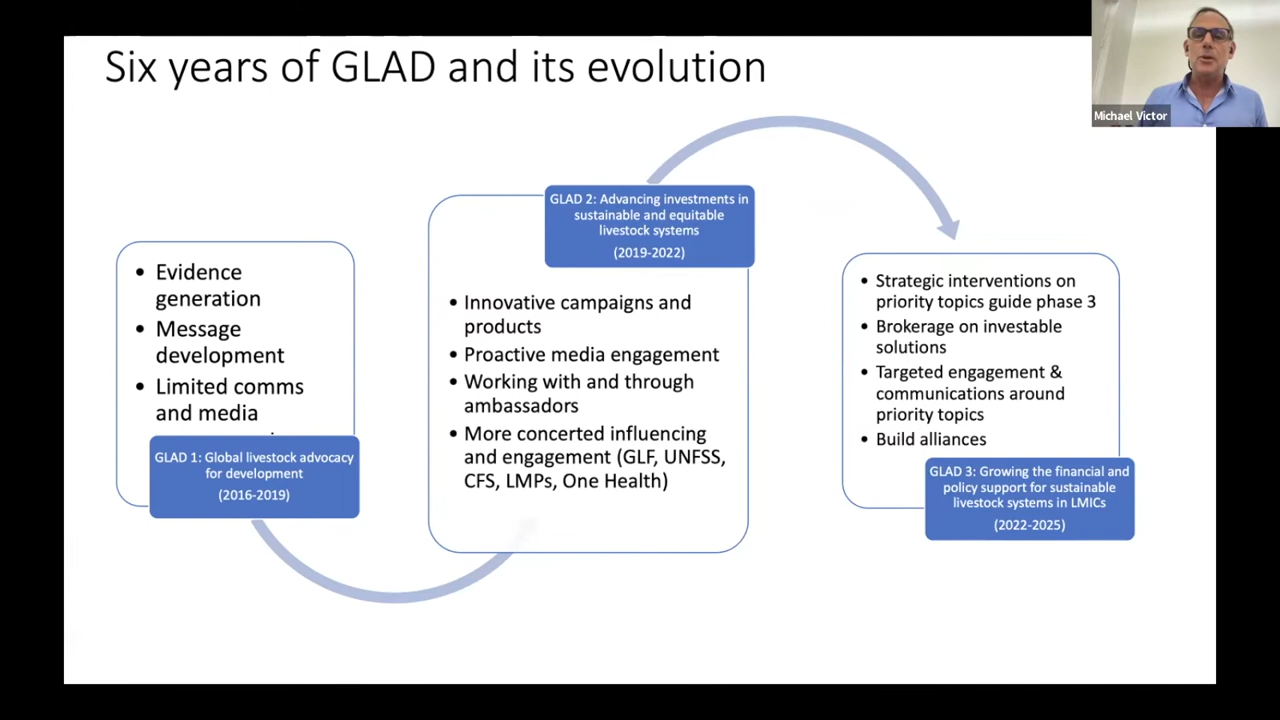 Six years of GLAD and its evolution
Michael Victor
• Evidence
generation
• Message
development
• Limited comms
and media
GLAD 1: Global livestock advocacy
for development
(2016-2019)
GLAD 2: Advancing investments in
sustainable and equitable
livestock systems
(2019-2022)
• Innovative campaigns and
products
• Proactive media engagement
• Working with and through
ambassadors
• More concerted influencing
and engagement (GLF, UNFSS,
CFS, LMPs, One Health)
• Strategic interventions on
priority topics guide phase 3
• Brokerage on investable
solutions
• Targeted engagement &
communications around
priority topics
• Build alliances
GLAD 3: Growing the financial and
policy support for sustainable
livestock systems in LMICs
(2022-2025)